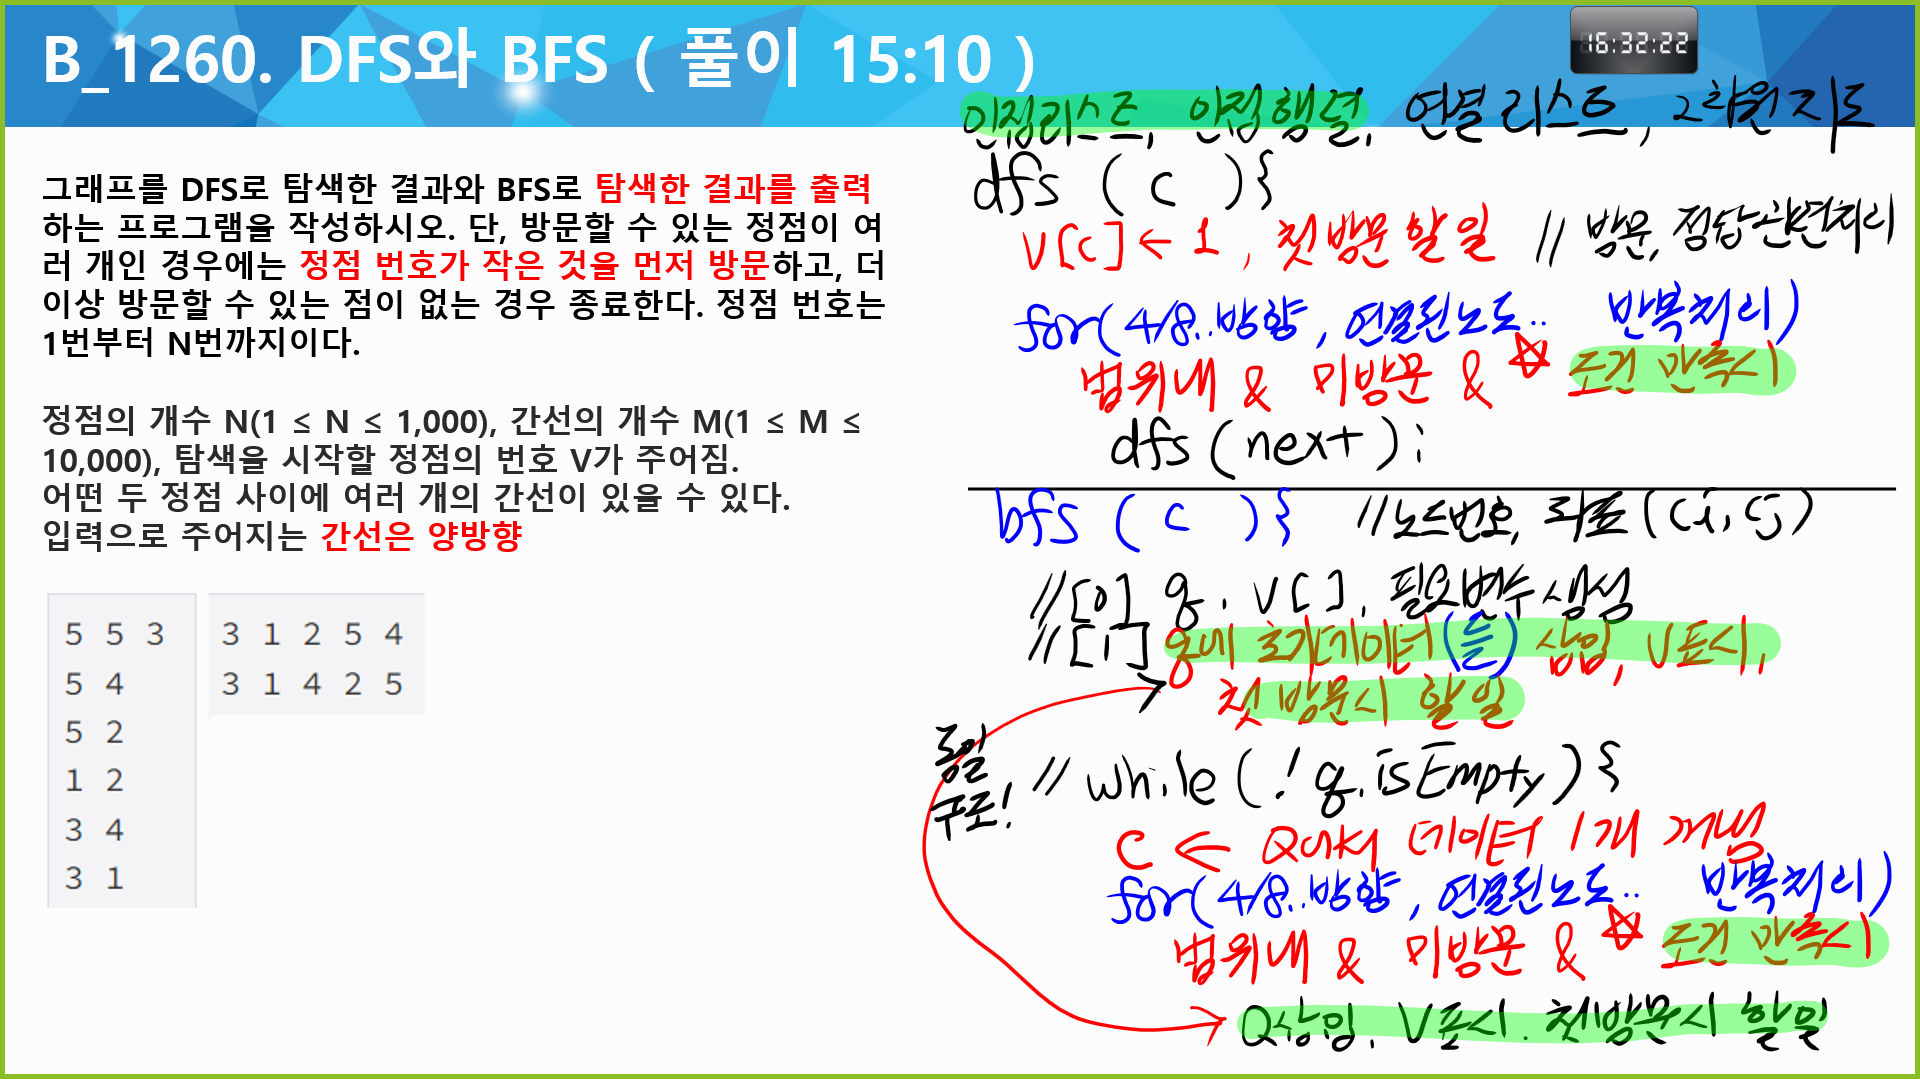 B_1260. DFS와 BFS ( 풀이 15:10 )
16:32:22
그래프를 DFS로 탐색한 결과와 BFS로 탐색한 결과를 출력
하는 프로그램을 작성하시오. 단, 방문할 수 있는 정점이 여
러 개인 경우에는 정점 번호가 작은 것을 먼저 방문하고, 더
이상 방문할 수 있는 점이 없는 경우 종료한다. 정점 번호는
1번부터 N번까지이다.
정점의 개수 N(1 ≤ N ≤ 1,000), 간선의 개수 M(1 ≤ M ≤
10,000), 탐색을 시작할 정점의 번호 V가 주어짐.
어떤 두 정점 사이에 여러 개의 간선이 있을 수 있다.
입력으로 주어지는 간선은 양방향
5 5 3
5 4
5 2
1 2
3 4
3 1
3 1 2 5 4
3 1 4 2 5
인접리스트, 인접행렬, 연결리스트, 2차원지도
dfs ( c ){
v[c] ← 1 , 첫방문 할 일 // 방문, 정답관련처리
for( 4/8..방향, 연결된노드.. 반복처리)
범위내 & 미방문 & ☆ 조건 만족시
dfs (next);
bfs ( c ){ //노드번호, 좌표(ci, cj)
//[0] q, v[], 필요변수 생성
//[1] q에 초기데이터(들) 삽입, V표시,
첫 방문시 할 일
동일
구조!
// while ( ! q.isEmpty ) {
c ← Q에서 데이터 1개 꺼냄
for( 4/8..방향, 연결된노드.. 반복처리)
범위내 & 미방문 & ☆ 조건 만족시
Q삽입, V표시. 첫방문시 할일